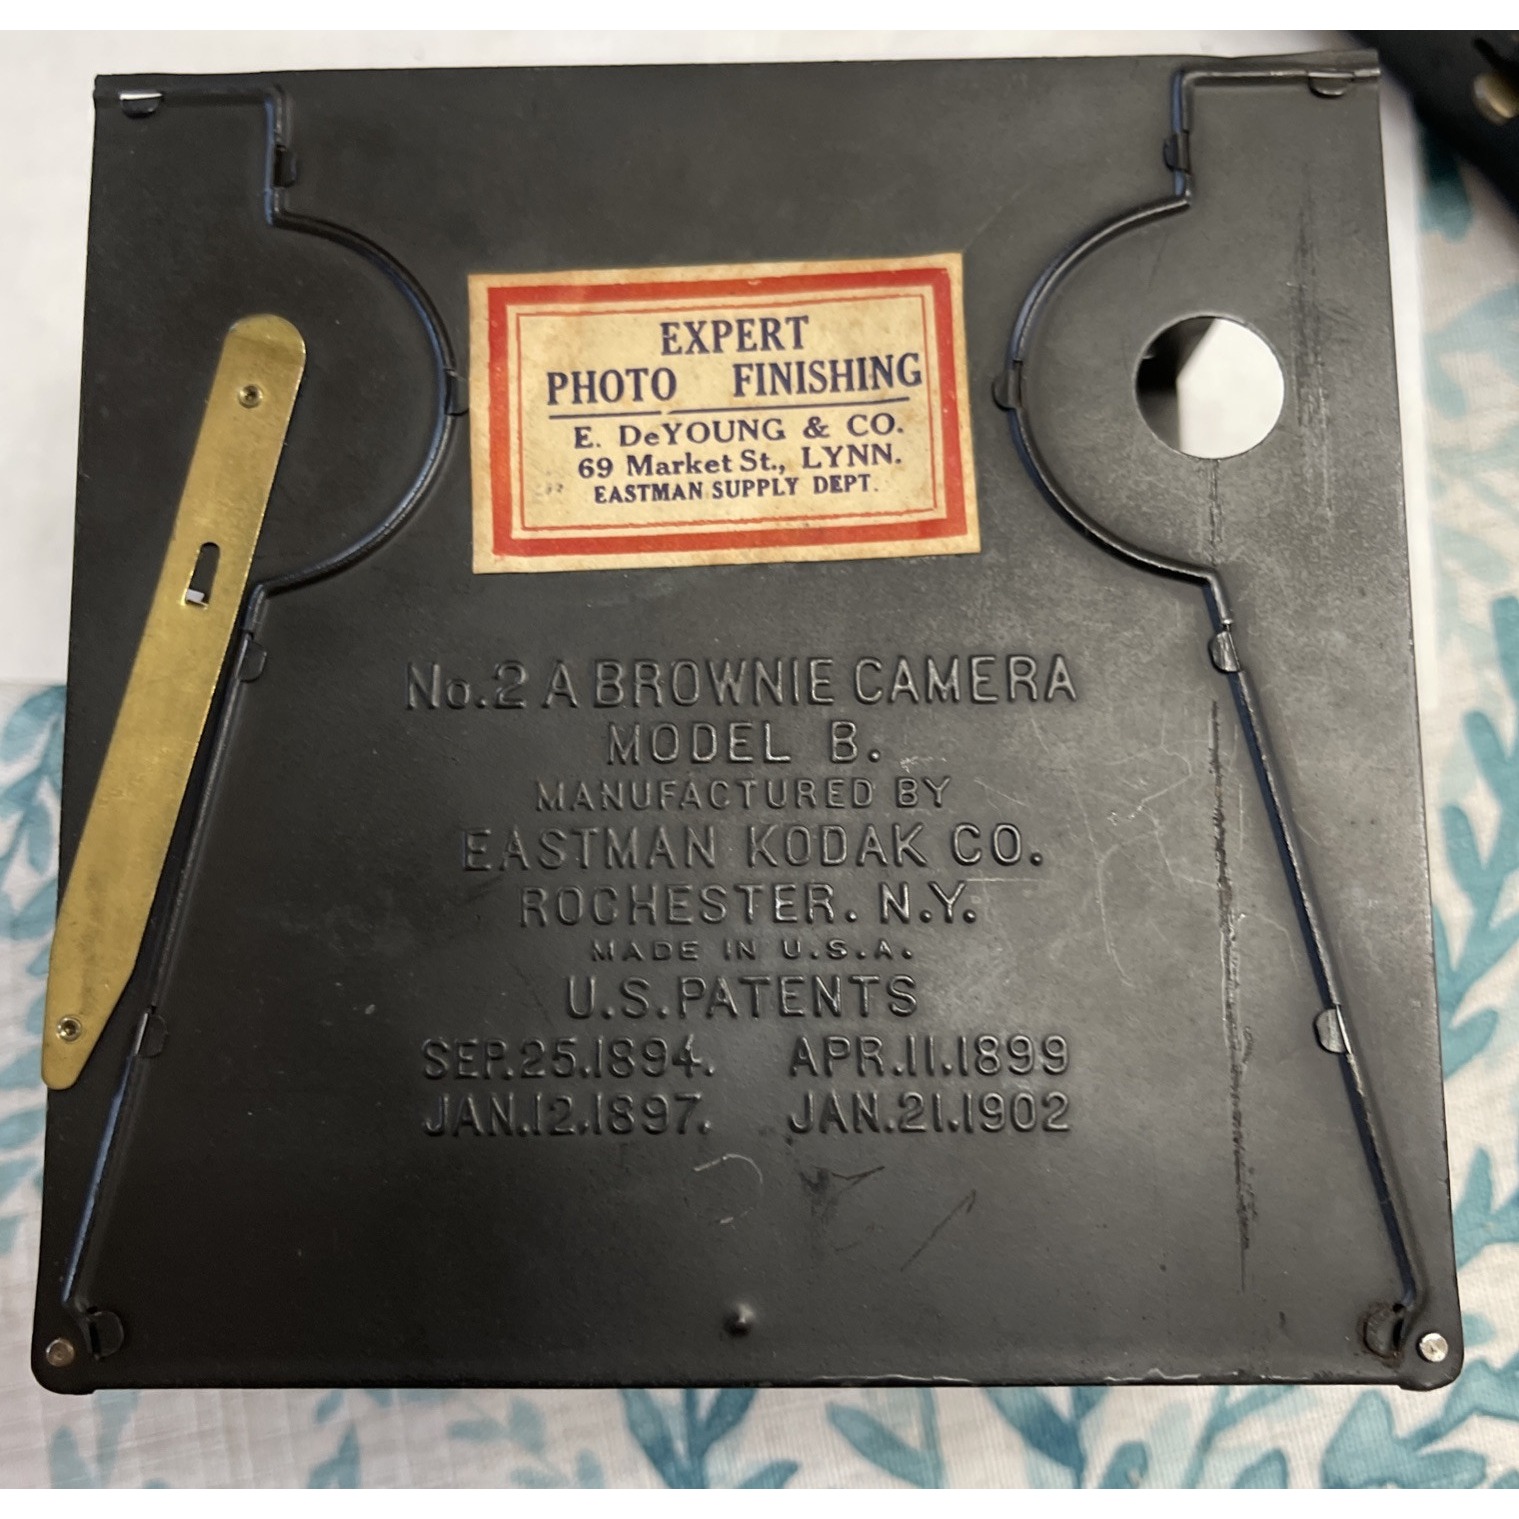 EXPERT
PHOTO FINISHING
E. DeYOUNG & CO.
69 Market St., LYNN.
EASTMAN SUPPLY DEPT.
No. 2 A BROWNIE CAMERA
MODEL B.
MANUFACTURED BY
EASTMAN KODAK CO.
ROCHESTER. N.Y.
MADE IN U.S.A.
U.S. PATENTS
SEP.25.1894. APR.11.1899
JAN.12.1897. JAN.21.1902